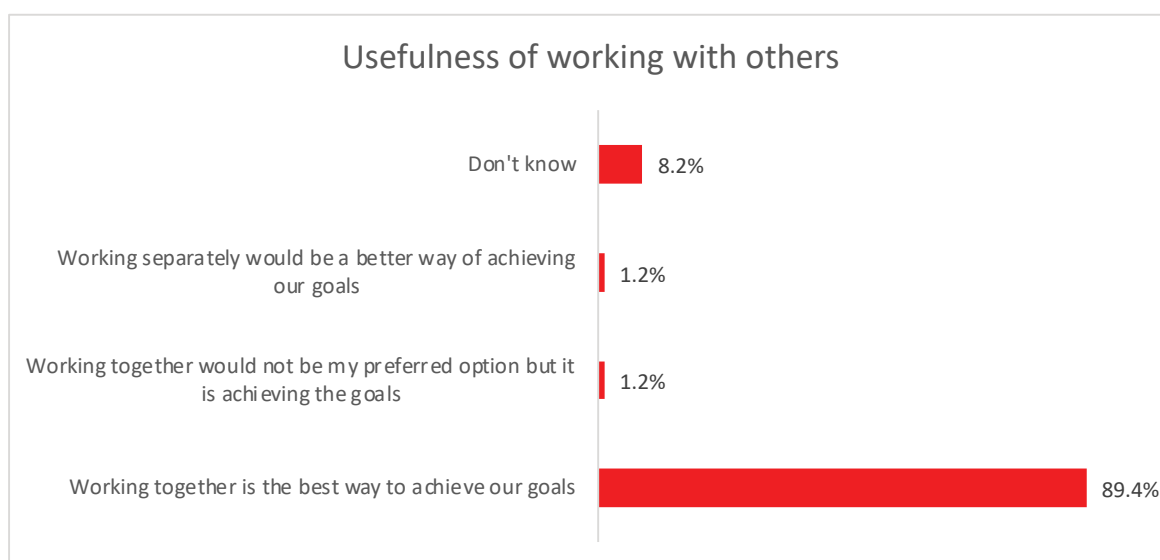 Usefulness of working with others
Don't know
8.2%
Working separately would be a better way of achieving
our goals
1.2%
Working together would not be my preferred option but it
is achieving the goals
1.2%
Working together is the best way to achieve our goals
89.4%